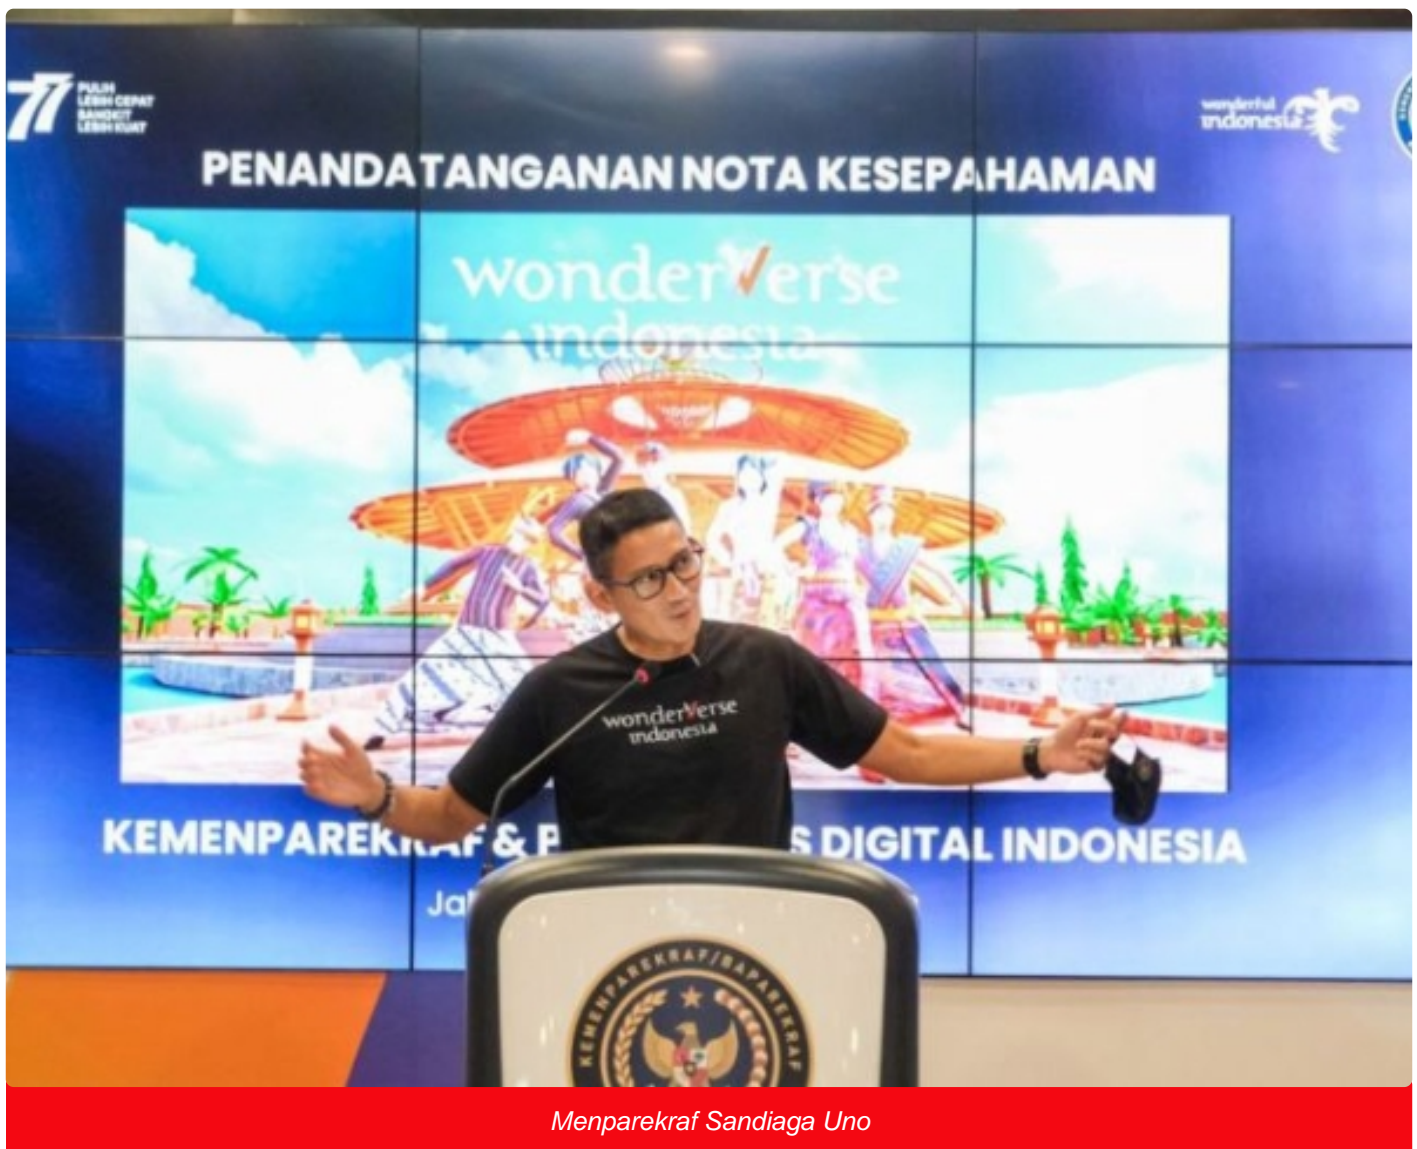 77
PULIH
LEBIH CEPAT
BANGKIT
LEBIH KUAT
wonderful
indonesia
PENANDATANGANAN NOTA KESEPAHAMAN
wonderverse
indonesia
wonderverse
indonesia
KEMENPAREKRAF & P S DIGITAL INDONESIA
KEMENPAREKRAF/BAPAREKRAF
Menparekraf Sandiaga Uno